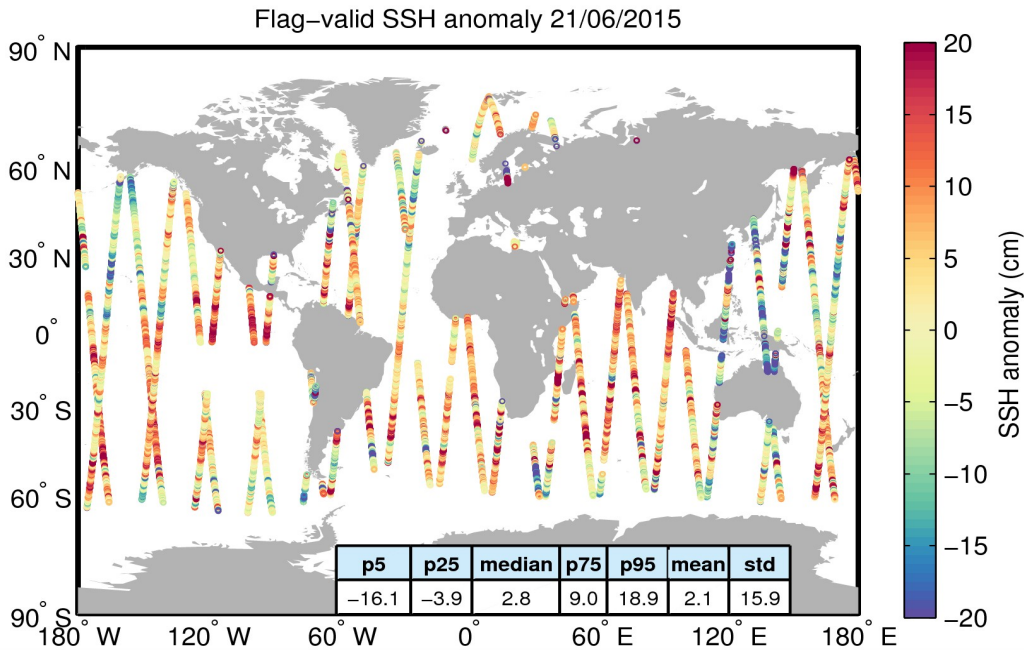 Flag−valid SSH anomaly 21/06/2015
90° N
60° N
30° N
0°
30° S
60° S
90° S
180° W
120° W
60° W
0°
60° E
120° E
180° E
p5 p25 median p75 p95 mean std
−16.1 −3.9 2.8 9.0 18.9 2.1 15.9
20
15
10
5
0
−5
−10
−15
−20
SSH anomaly (cm)